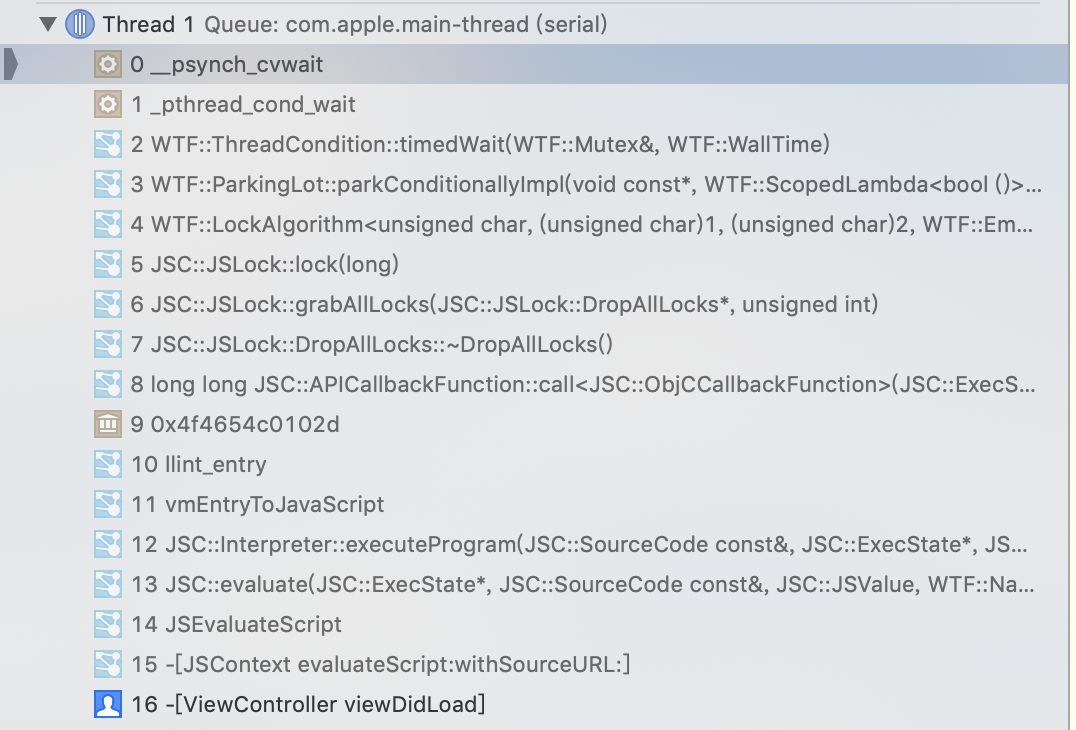 Thread 1 Queue: com.apple.main-thread (serial)
0 __psynch_cvwait
1 _pthread_cond_wait
2 WTF::ThreadCondition::timedWait(WTF::Mutex&, WTF::WallTime)
3 WTF::ParkingLot::parkConditionallyImpl(void const*, WTF::ScopedLambda<bool ()>...
4 WTF::LockAlgorithm<unsigned char, (unsigned char)1, (unsigned char)2, WTF::Em...
5 JSC::JSLock::lock(long)
6 JSC::JSLock::grabAllLocks(JSC::JSLock::DropAllLocks*, unsigned int)
7 JSC::JSLock::DropAllLocks::~DropAllLocks()
8 long long JSC::APICallbackFunction::call<JSC::ObjCCallbackFunction>(JSC::ExecS...
9 0x4f4654c0102d
10 llint_entry
11 vmEntryToJavaScript
12 JSC::Interpreter::executeProgram(JSC::SourceCode const&, JSC::ExecState*, JS...
13 JSC::evaluate(JSC::ExecState*, JSC::SourceCode const&, JSC::JSValue, WTF::Na...
14 JSEvaluateScript
15 -[JSContext evaluateScript:withSourceURL:]
16 -[ViewController viewDidLoad]